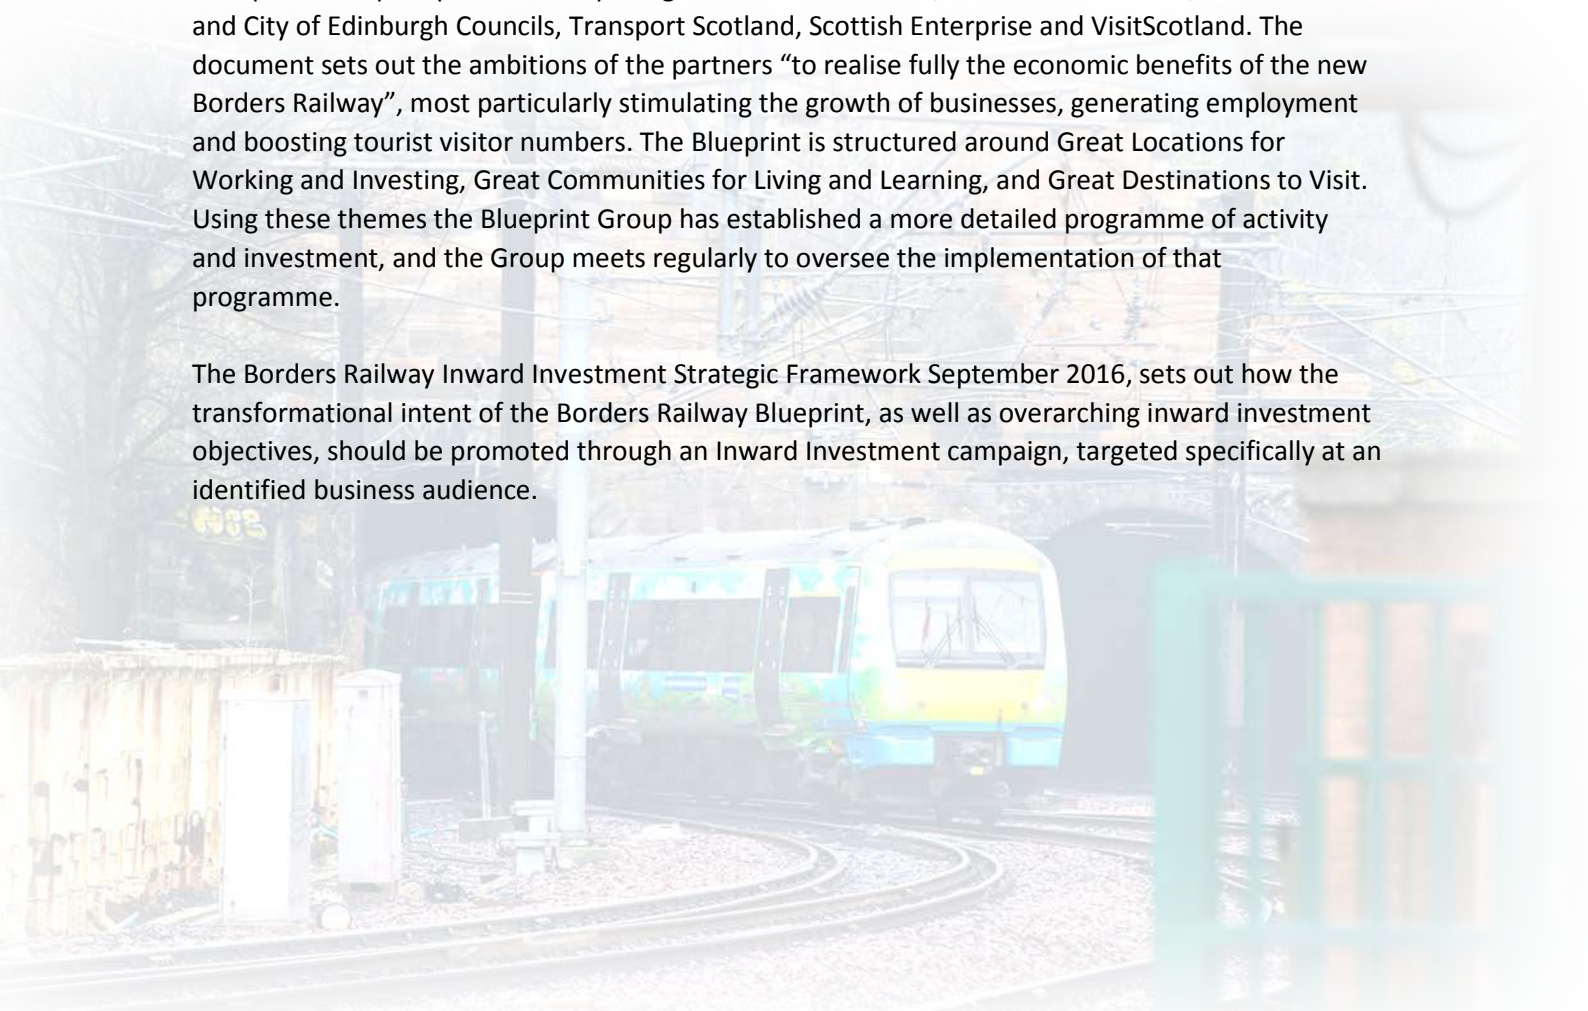 and City of Edinburgh Councils, Transport Scotland, Scottish Enterprise and VisitScotland. The
document sets out the ambitions of the partners “to realise fully the economic benefits of the new
Borders Railway”, most particularly stimulating the growth of businesses, generating employment
and boosting tourist visitor numbers. The Blueprint is structured around Great Locations for
Working and Investing, Great Communities for Living and Learning, and Great Destinations to Visit.
Using these themes the Blueprint Group has established a more detailed programme of activity
and investment, and the Group meets regularly to oversee the implementation of that
programme.
The Borders Railway Inward Investment Strategic Framework September 2016, sets out how the
transformational intent of the Borders Railway Blueprint, as well as overarching inward investment
objectives, should be promoted through an Inward Investment campaign, targeted specifically at an
identified business audience.